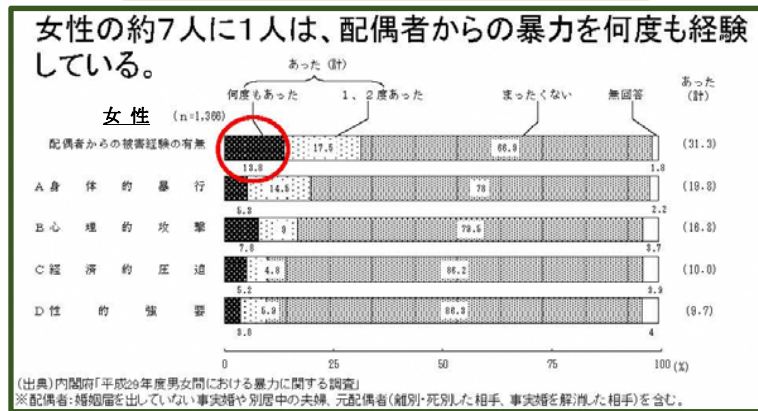 女性の約7人に1人は、配偶者からの暴力を何度も経験
している。
あった（計）
あった
（計）
何度もあった
1、2度あった
まったくない
無回答
女性 (n=1,366)
配偶者からの被害経験の有無
13.8
17.5
66.9
1.8
(31.3)
A身体的暴行
5.3
14.5
78
2.2
(19.8)
B心理的攻撃
7.8
9
79.5
3.7
(16.8)
C経済的圧迫
5.2
4.8
86.2
3.9
(10.0)
D性的強要
3.8
5.9
86.3
4
(9.7)
0 25 50 75 100 (%)
(出典)内閣府「平成29年度男女間における暴力に関する調査」
※配偶者:婚姻届を出していない事実婚や別居中の夫婦、元配偶者(離別・死別した相手、事実婚を解消した相手)を含む。